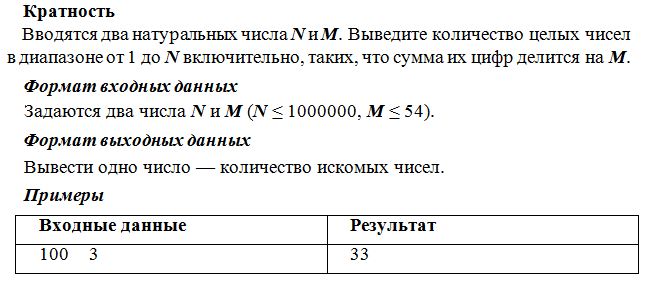 Кратность
Вводятся два натуральных числа N и M. Выведите количество целых чисел
в диапазоне от 1 до N включительно, таких, что сумма их цифр делится на M.
Формат входных данных
Задаются два числа N и M (N ≤ 1000000, M ≤ 54).
Формат выходных данных
Вывести одно число — количество искомых чисел.
Примеры
Входные данные Результат
100 3 33